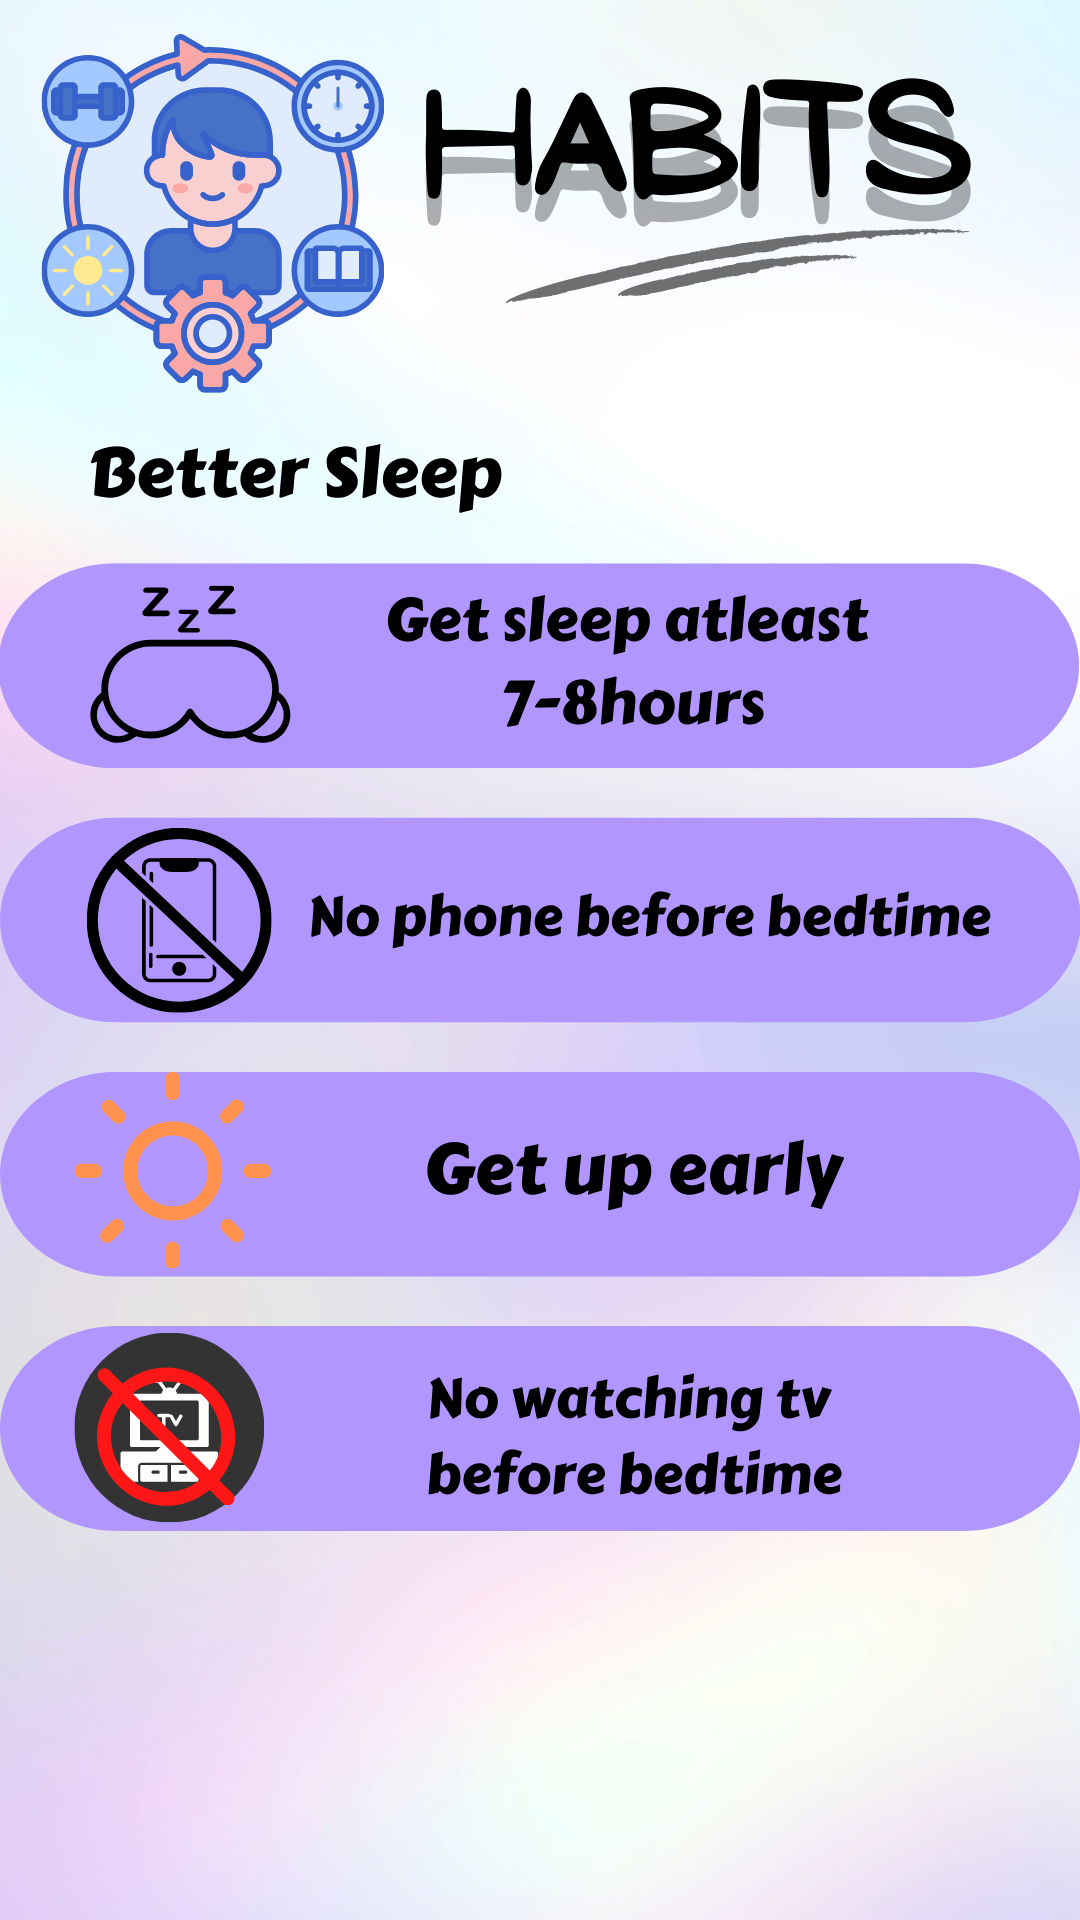 HABITS
Better Sleep
z z z
Get sleep atleast
7-8hours
No phone before bedtime
Get up early
TV
No watching tv
before bedtime